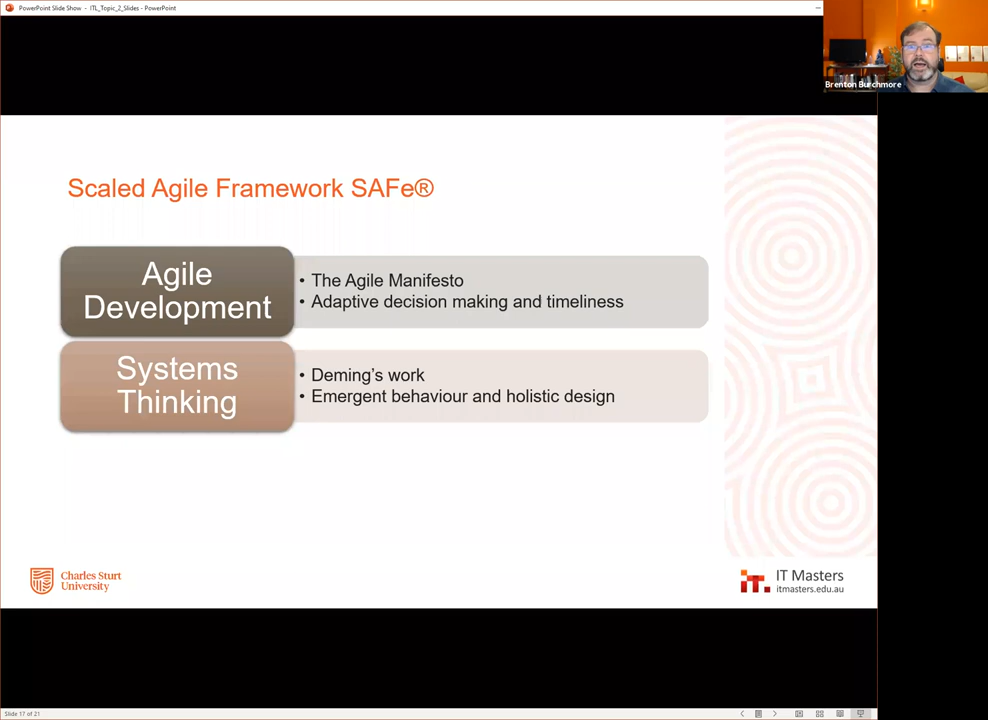 PowerPoint Slide Show - ITL_Topic_2_Slides - PowerPoint
Brenton Burchmore
Scaled Agile Framework SAFe®
Agile
Development
• The Agile Manifesto
• Adaptive decision making and timeliness
Systems
Thinking
• Deming’s work
• Emergent behaviour and holistic design
Charles Sturt
University
IT Masters
itmasters.edu.au
Slide 17 of 21